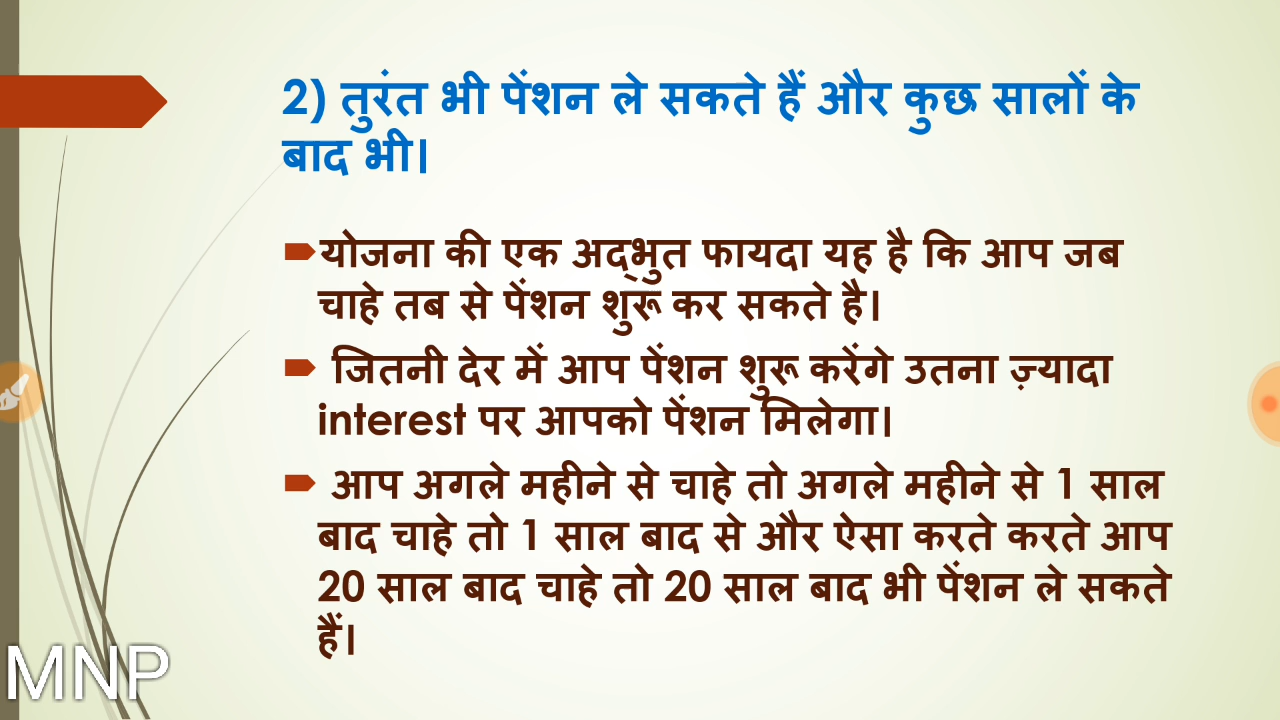 2) तुरंत भी पेंशन ले सकते हैं और कुछ सालों के
बाद भी।
योजना की एक अद्भुत फायदा यह है कि आप जब
चाहे तब से पेंशन शुरू कर सकते है।
जितनी देर में आप पेंशन शुरू करेंगे उतना ज़्यादा
interest पर आपको पेंशन मिलेगा।
आप अगले महीने से चाहे तो अगले महीने से 1 साल
बाद चाहे तो 1 साल बाद से और ऐसा करते करते आप
20 साल बाद चाहे तो 20 साल बाद भी पेंशन ले सकते
हैं।
MNP